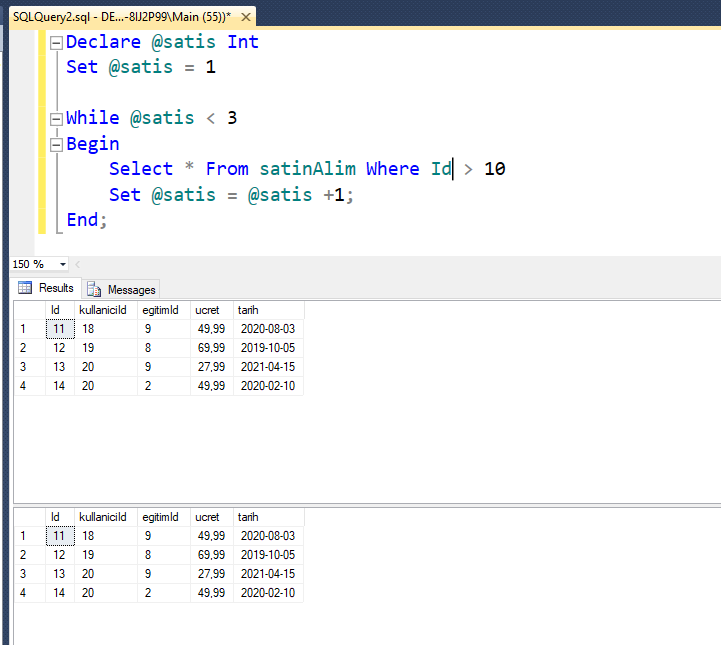 SQLQuery2.sql - DE...-8IJ2P99\Main (55))* ✕
Declare @satis Int
Set @satis = 1
While @satis < 3
Begin
Select * From satinAlim Where Id > 10
Set @satis = @satis +1;
End;
150 %
Results Messages
Id kullaniciId egitimId ucret tarih
1 11 18 9 49,99 2020-08-03
2 12 19 8 69,99 2019-10-05
3 13 20 9 27,99 2021-04-15
4 14 20 2 49,99 2020-02-10
Id kullaniciId egitimId ucret tarih
1 11 18 9 49,99 2020-08-03
2 12 19 8 69,99 2019-10-05
3 13 20 9 27,99 2021-04-15
4 14 20 2 49,99 2020-02-10